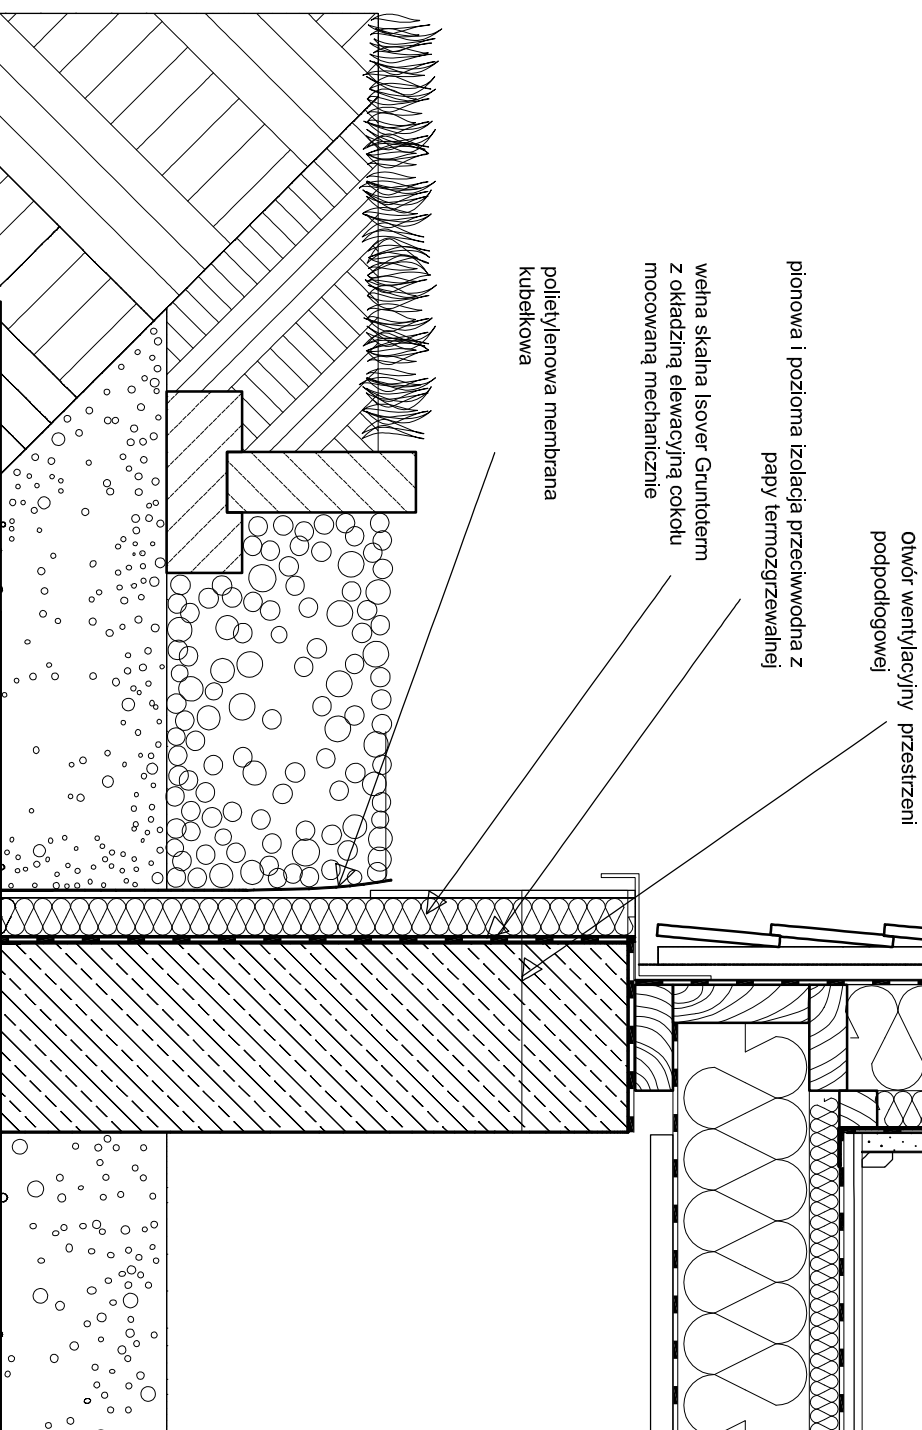 Otwór wentylacyjny przestrzeni
podpodłogowej
pionowa i pozioma izolacja przeciwwodna z
papy termozgrzewalnej
wełna skalna Isover Gruntoterm
z okładziną elewacyjną cokołu
mocowaną mechanicznie
polietylenowa membrana
kubełkowa